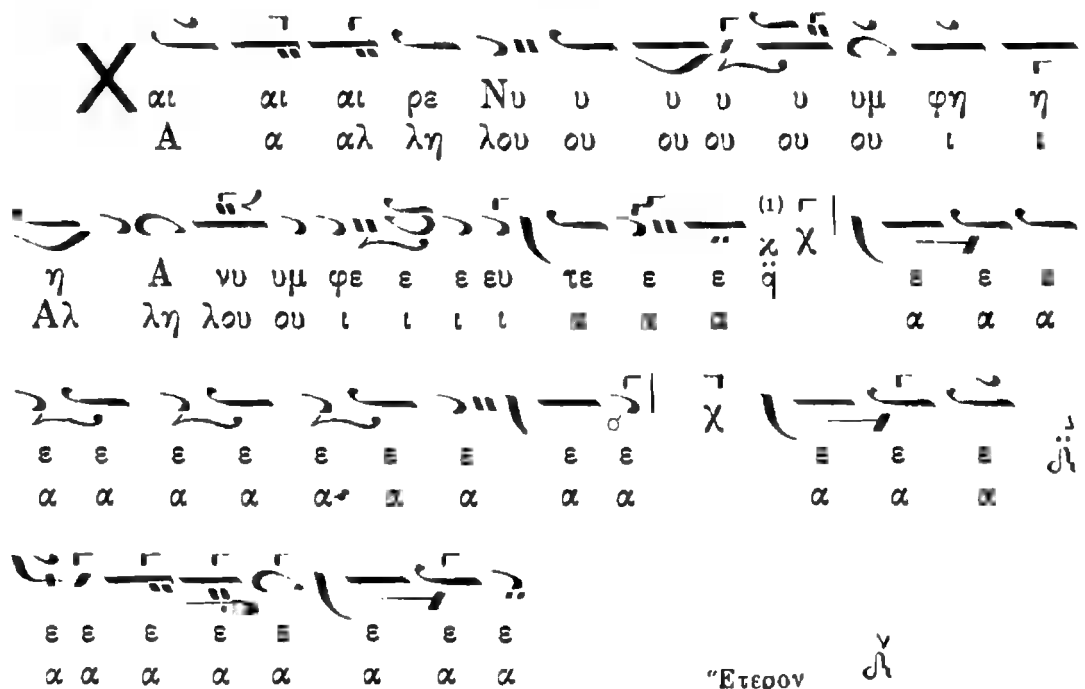 Χαι αι αι ρε Νυ υ υ υ υ υμ φη η
Α α αλ λη λου ου ου ου ου ου ι ι
(1)
η Α νυ υμ φε ε ε ευ τε ε ε χ χ ε ε ε
q̈
Αλ λη λου ου ι ι ι ι α α α α α α
χ
ε ε ε ε ε ε ε ε ε ε ε ε
α α α α α α α α α α α α
ε ε ε ε ε ε ε ε
α α α α α α α α
Ἕτερον